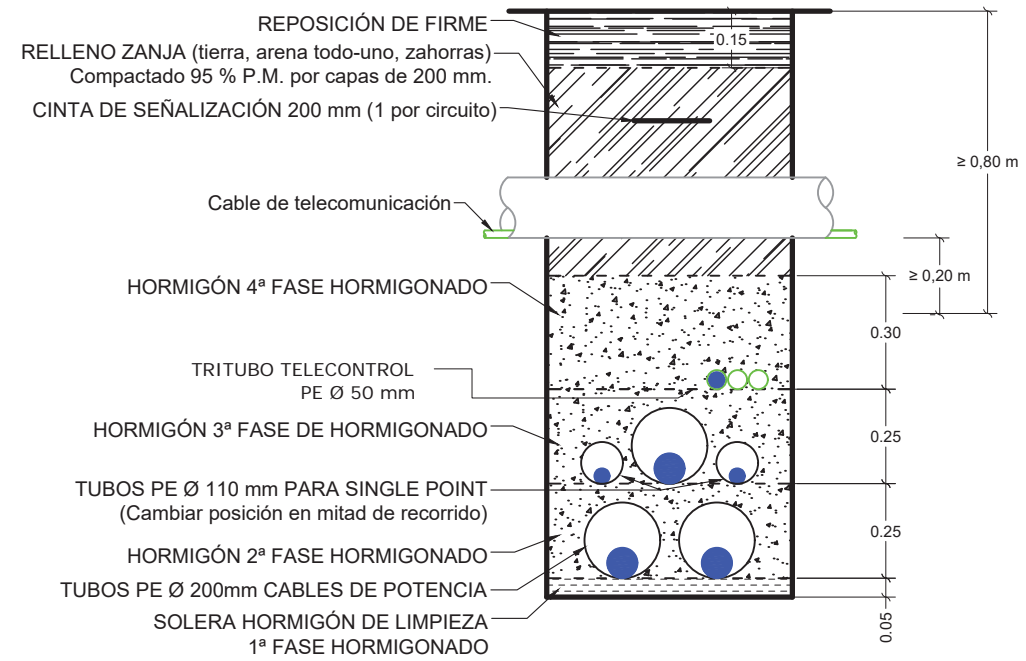 REPOSICIÓN DE FIRME
0.15
RELLENO ZANJA (tierra, arena todo-uno, zahorras)
Compactado 95 % P.M. por capas de 200 mm.
CINTA DE SEÑALIZACIÓN 200 mm (1 por circuito)
≥ 0,80 m
Cable de telecomunicación
≥ 0,20 m
HORMIGÓN 4ª FASE HORMIGONADO
0.30
TRITUBO TELECONTROL
PE Ø 50 mm
HORMIGÓN 3ª FASE DE HORMIGONADO
0.25
TUBOS PE Ø 110 mm PARA SINGLE POINT
(Cambiar posición en mitad de recorrido)
0.25
HORMIGÓN 2ª FASE HORMIGONADO
TUBOS PE Ø 200mm CABLES DE POTENCIA
SOLERA HORMIGÓN DE LIMPIEZA
1ª FASE HORMIGONADO
0.05